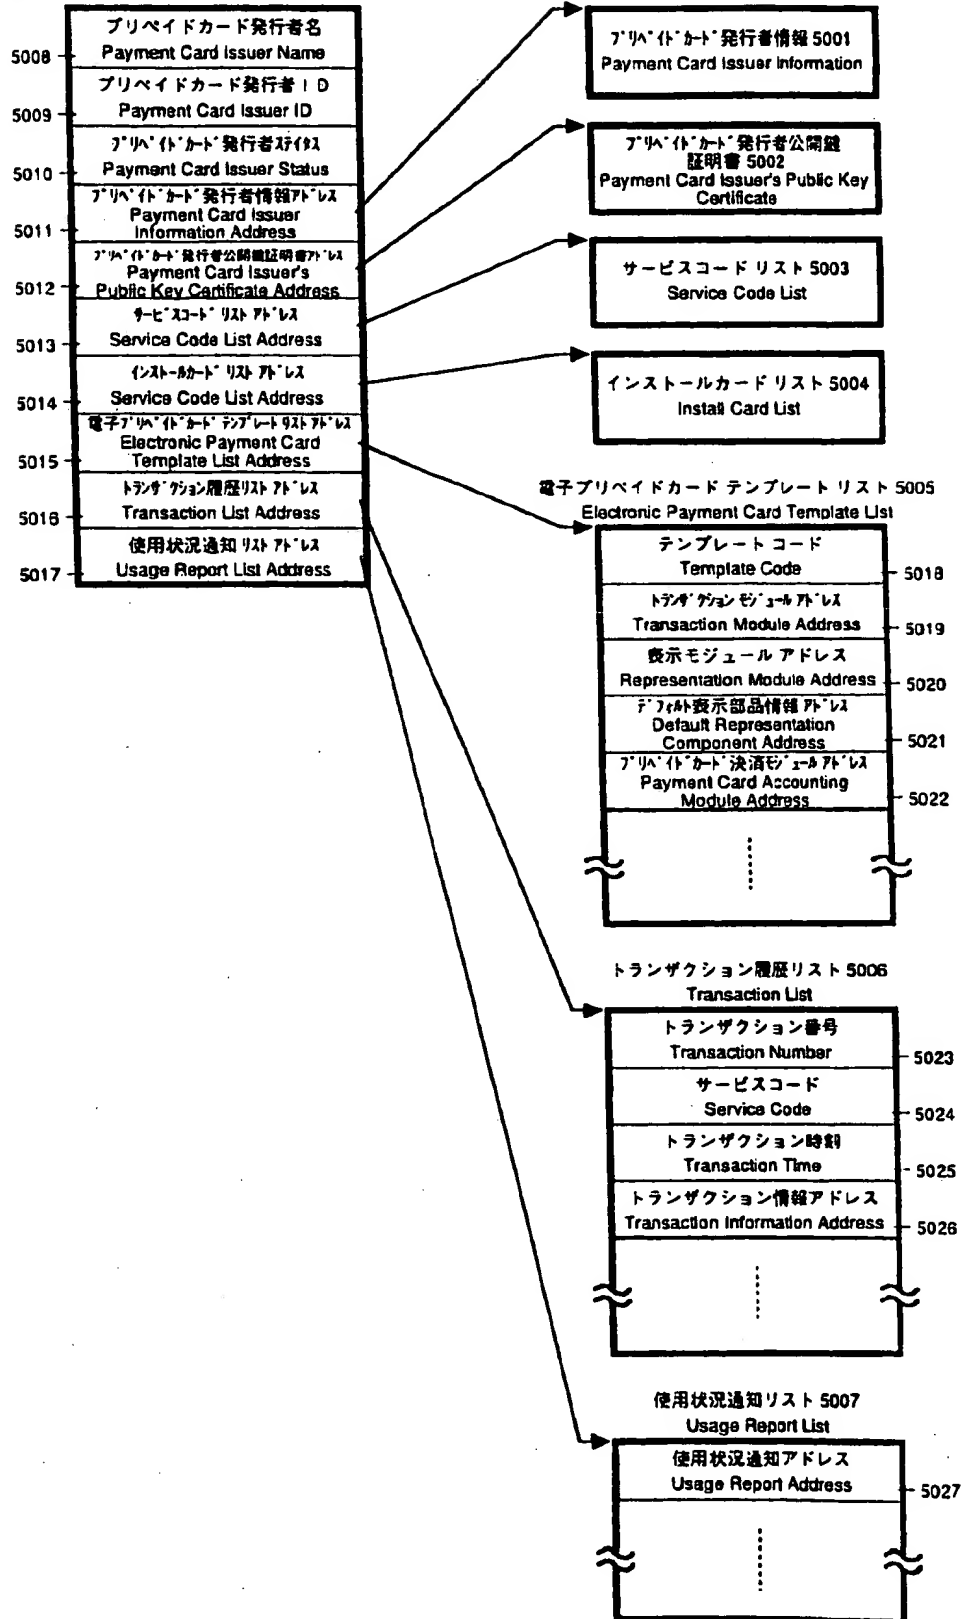 プリペイドカード発行者名
5008
Payment Card Issuer Name
プリペイドカード発行者ID
5009
Payment Card Issuer ID
プリペイドカード発行者ステイタス
5010
Payment Card Issuer Status
プリペイドカード発行者情報アドレス
Payment Card Issuer
5011
Information Address
プリペイドカード発行者公開鍵証明書アドレス
Payment Card Issuer's
5012
Public Key Certificate Address
サービスコード リスト アドレス
5013
Service Code List Address
インストールカード リスト アドレス
5014
Service Code List Address
電子プリペイドカード テンプレート リスト アドレス
Electronic Payment Card
5015
Template List Address
トランザクション履歴リスト アドレス
5016
Transaction List Address
使用状況通知 リスト アドレス
5017
Usage Report List Address
プリペイドカード発行者情報 5001
Payment Card Issuer Information
プリペイドカード発行者公開鍵
証明書 5002
Payment Card Issuer's Public Key
Certificate
サービスコード リスト 5003
Service Code List
インストールカード リスト 5004
Install Card List
電子プリペイドカード テンプレート リスト 5005
Electronic Payment Card Template List
テンプレート コード
Template Code
5018
トランザクション モジュール アドレス
Transaction Module Address
5019
表示モジュール アドレス
Representation Module Address
5020
デフォルト表示部品情報 アドレス
Default Representation
Component Address
5021
プリペイドカード決済モジュール アドレス
Payment Card Accounting
Module Address
5022
トランザクション履歴リスト 5006
Transaction List
トランザクション番号
Transaction Number
5023
サービスコード
Service Code
5024
トランザクション時刻
Transaction Time
5025
トランザクション情報アドレス
Transaction Information Address
5026
使用状況通知リスト 5007
Usage Report List
使用状況通知アドレス
Usage Report Address
5027